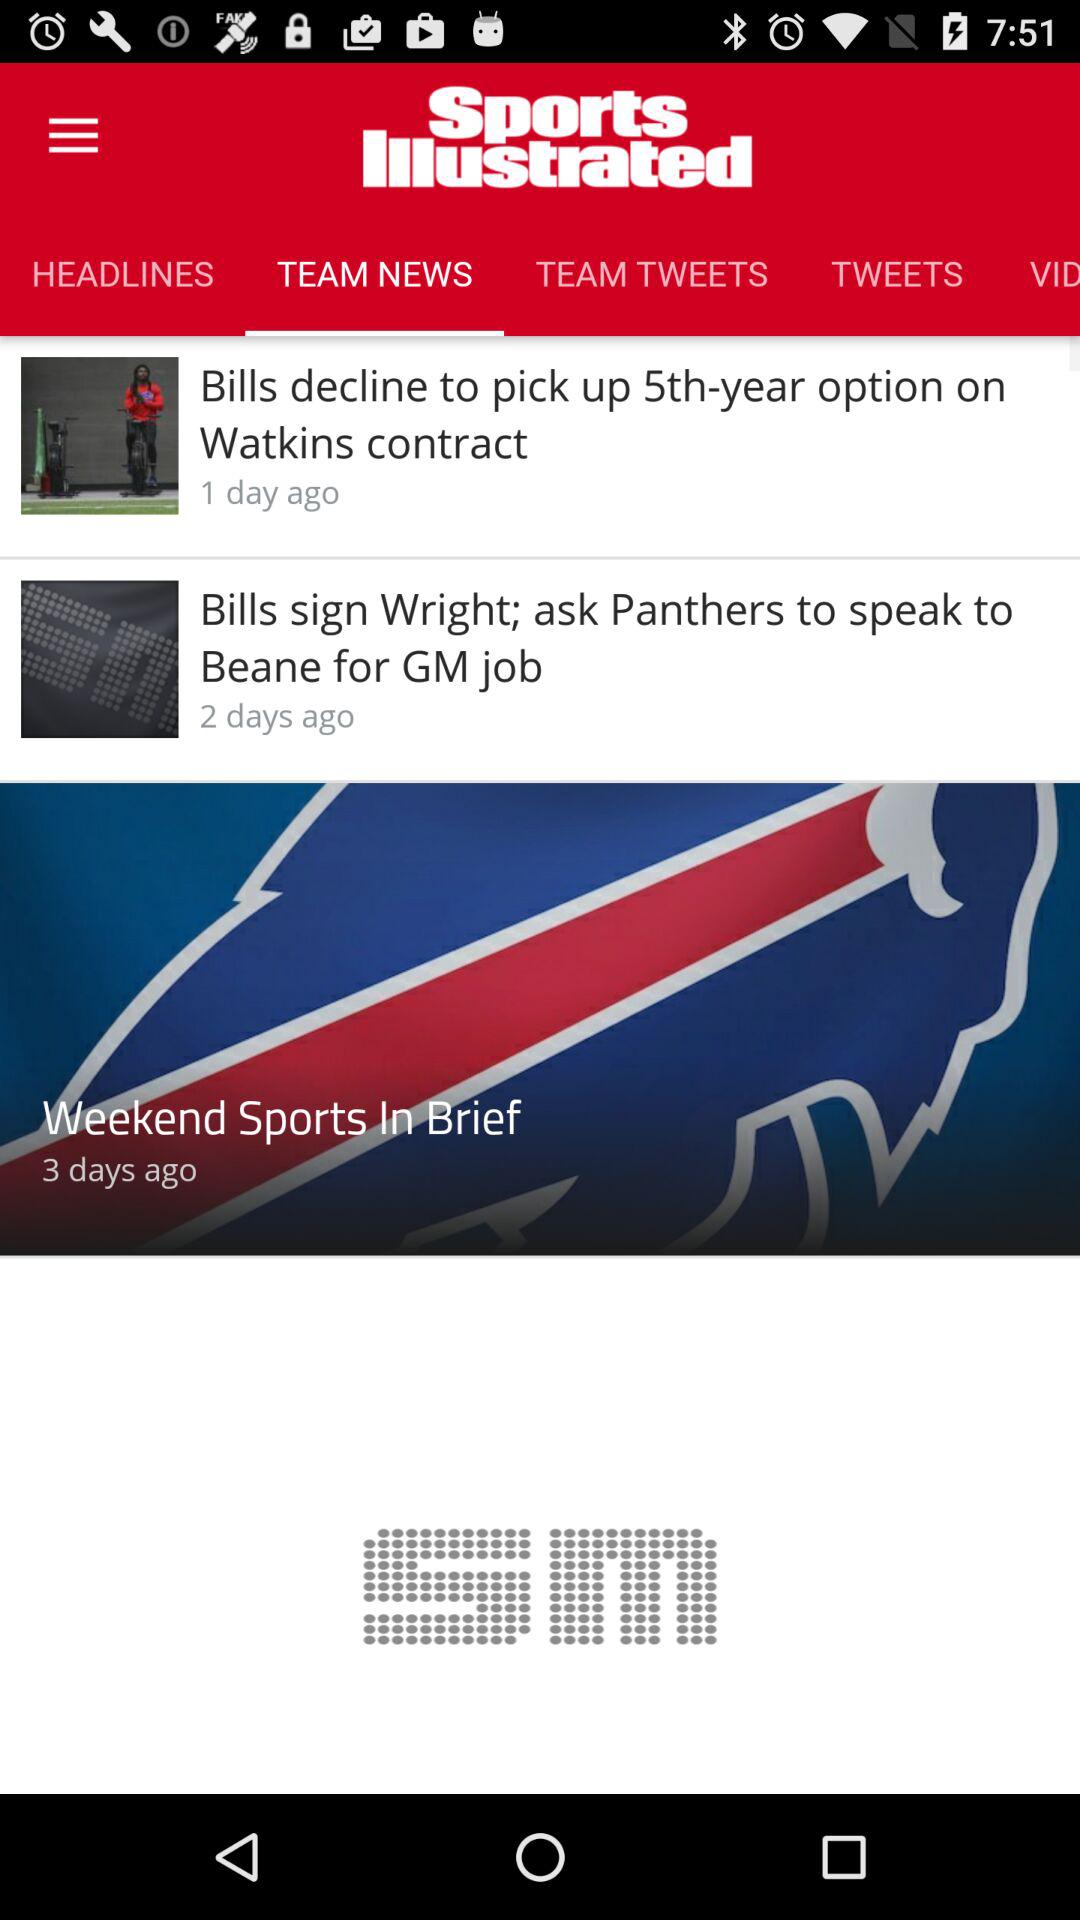 FAKE
7:51
Sports
Illustrated
HEADLINES TEAM NEWS TEAM TWEETS TWEETS VID
Bills decline to pick up 5th-year option on
Watkins contract
1 day ago
Bills sign Wright; ask Panthers to speak to
Beane for GM job
2 days ago
Weekend Sports In Brief
3 days ago
sm